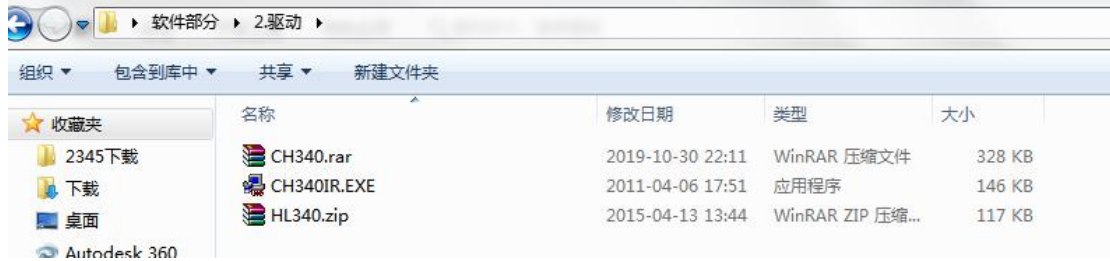 软件部分 2.驱动
组织 包含到库中 共享 新建文件夹
收藏夹 名称 修改日期 类型 大小
2345下载 CH340.rar 2019-10-30 22:11 WinRAR 压缩文件 328 KB
下载 CH340IR.EXE 2011-04-06 17:51 应用程序 146 KB
桌面 HL340.zip 2015-04-13 13:44 WinRAR ZIP 压缩... 117 KB
Autodesk 360